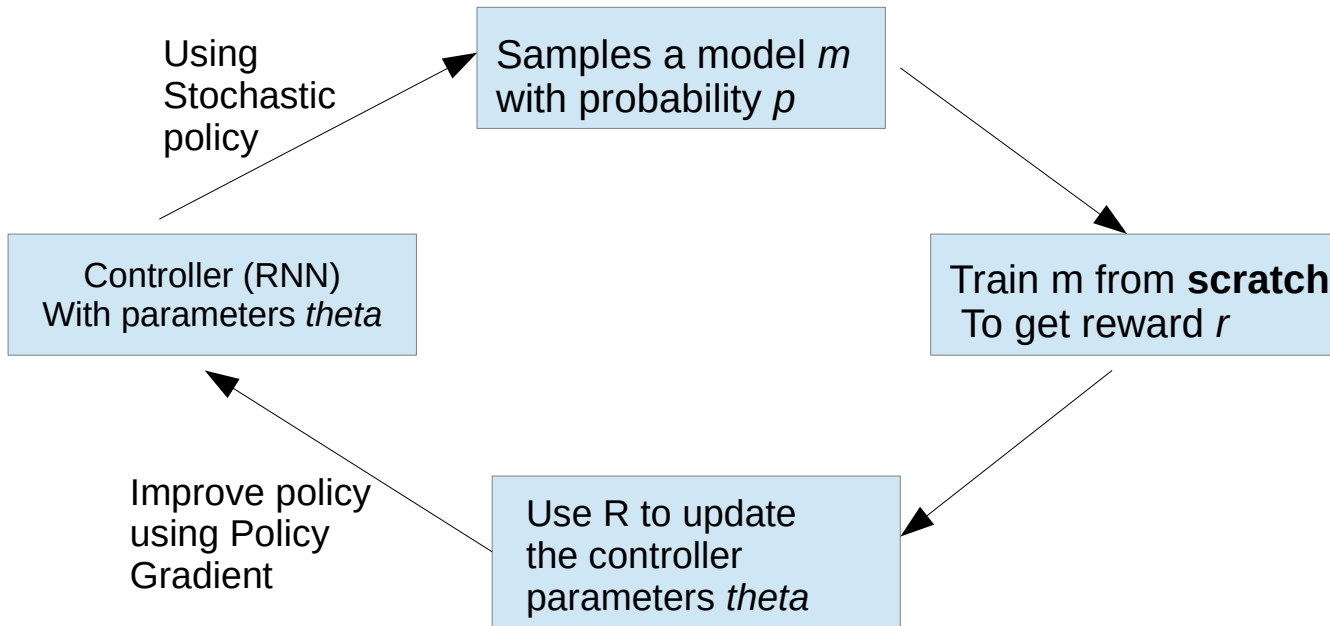 Using
Stochastic
policy
Samples a model m
with probability p
Controller (RNN)
With parameters theta
Train m from scratch
To get reward r
Improve policy
using Policy
Gradient
Use R to update
the controller
parameters theta